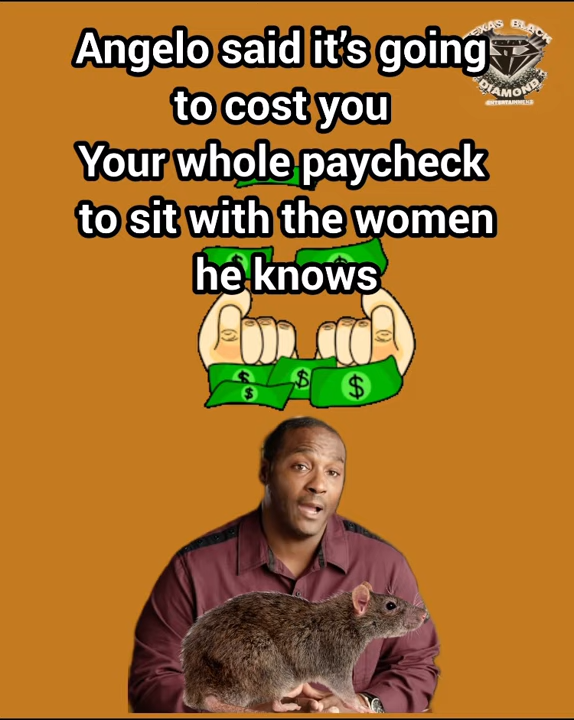 Angelo said it's going
to cost you
Your whole paycheck
to sit with the women
he knows
TEXAS BLACK
DIAMOND
ENTERTAINMENT
$ $
$ $ $
$